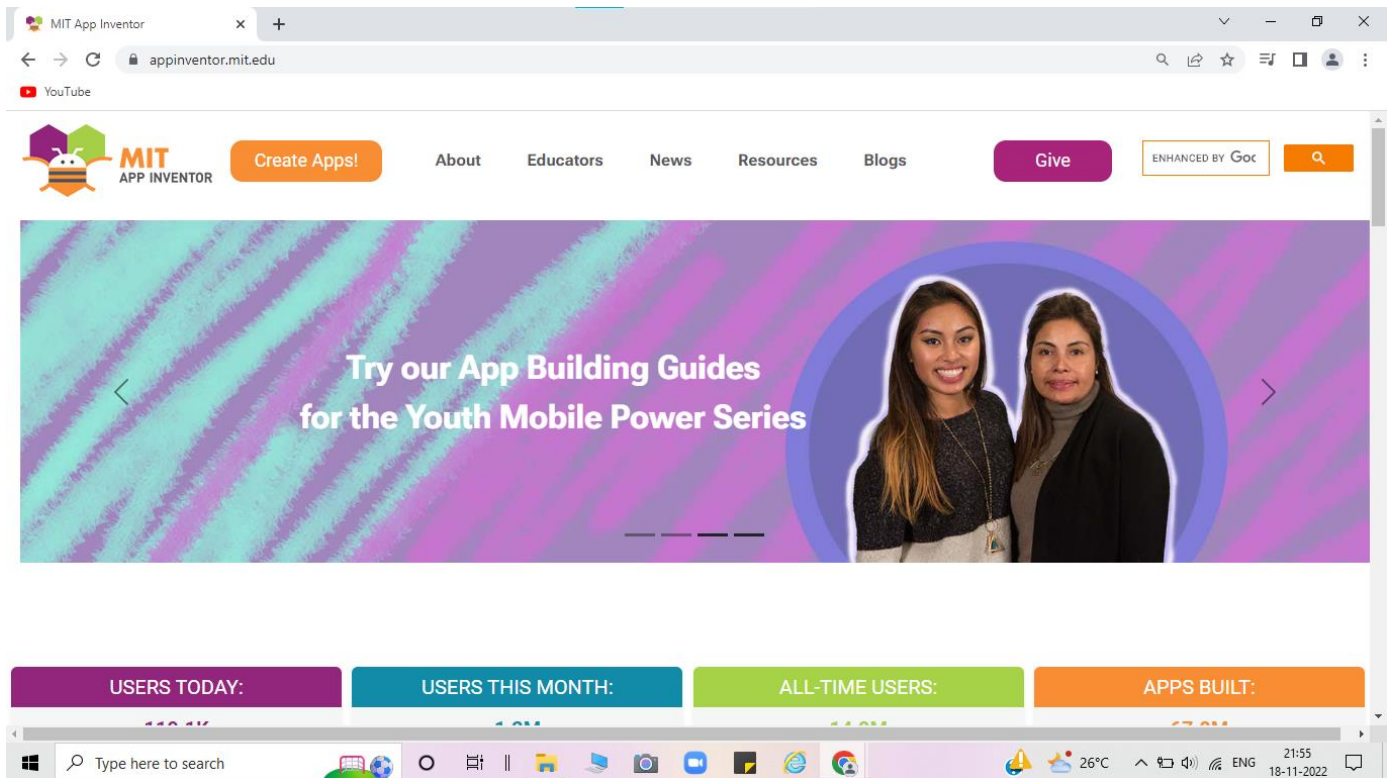 MIT App Inventor
appinventor.mit.edu
YouTube
MIT
APP INVENTOR
Create Apps!
About
Educators
News
Resources
Blogs
Give
ENHANCED BY Goo
Try our App Building Guides
for the Youth Mobile Power Series
USERS TODAY:
USERS THIS MONTH:
ALL-TIME USERS:
APPS BUILT:
Type here to search
26°C
ENG
21:55
18-11-2022